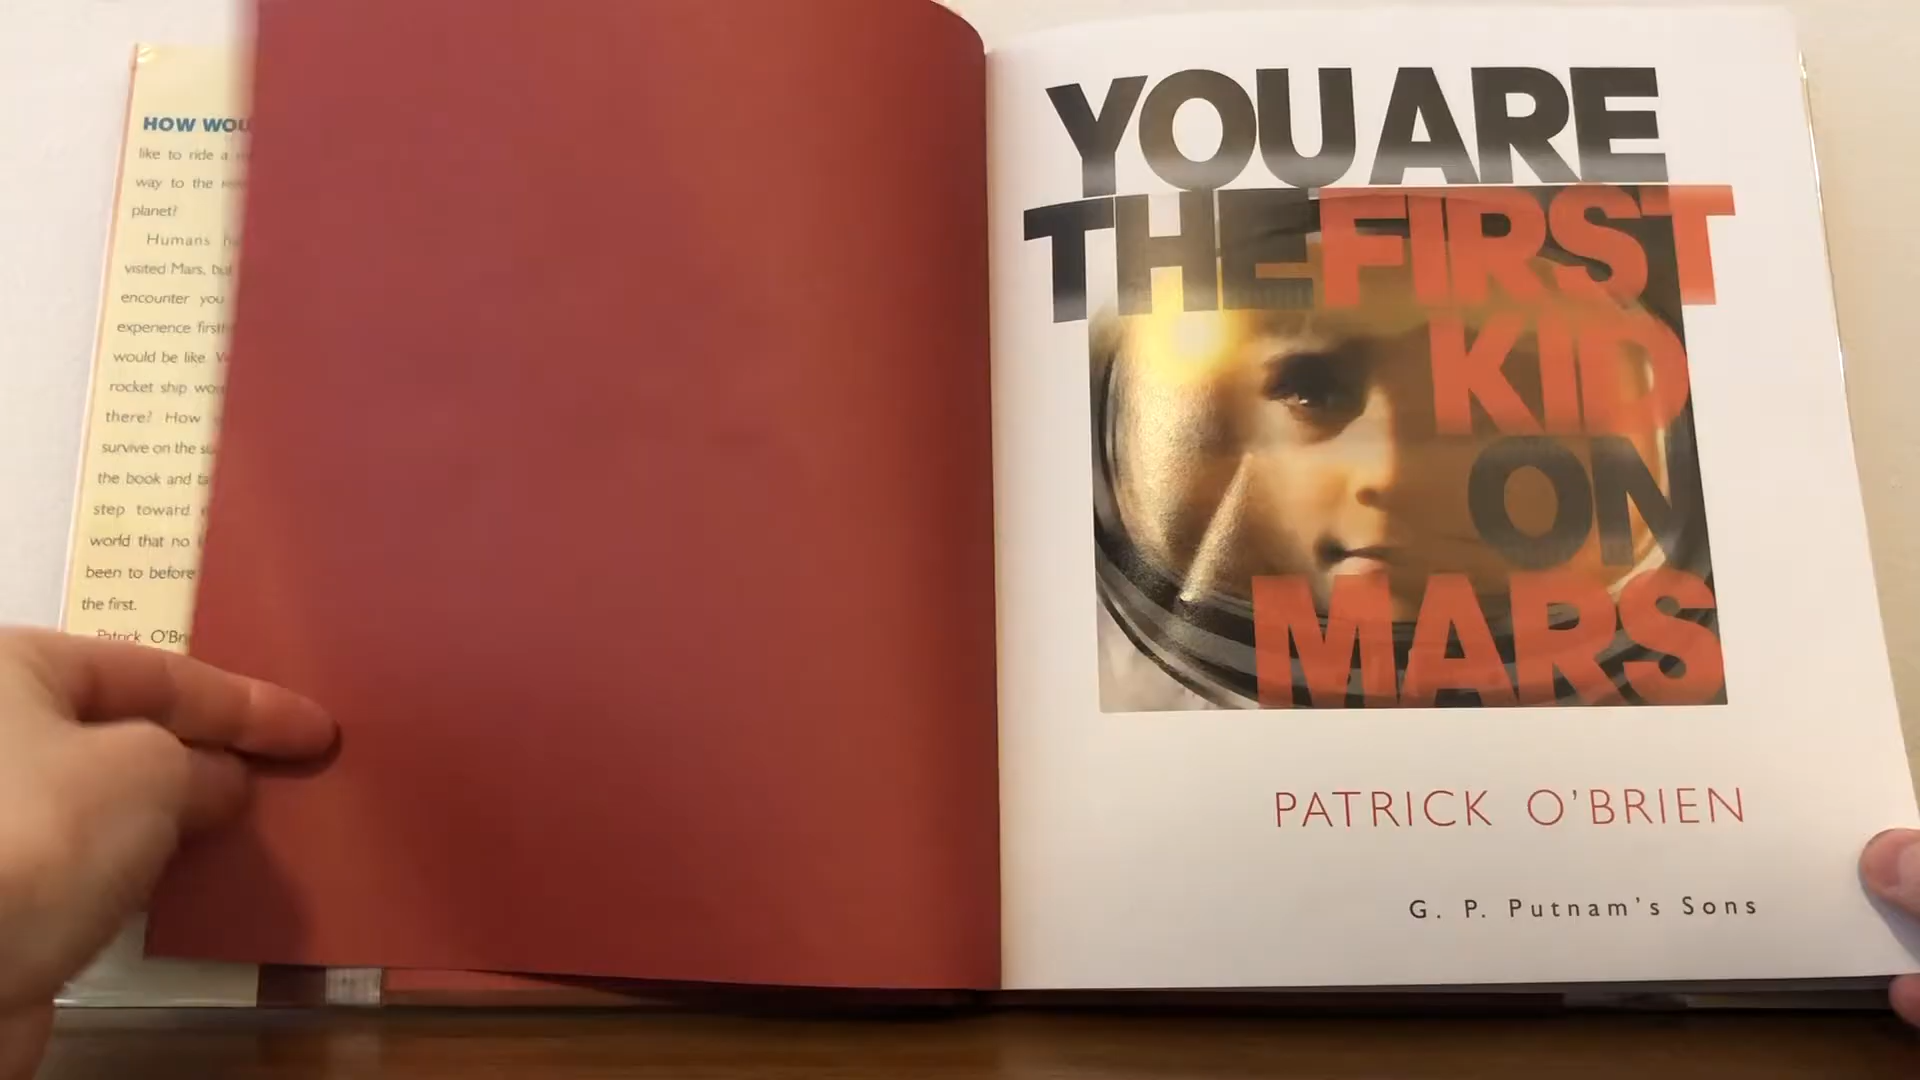 HOW WOU
like to ride a
way to the
planet?
Humans
visited Mars, but
encounter you
experience
would be like.
rocket ship
there? How
survive on the
the book and
step toward
world that no
been to before
the first.
Patrick O'Br
YOU ARE
THE FIRST
KID
ON
MARS
PATRICK O'BRIEN
G. P. Putnam's Sons